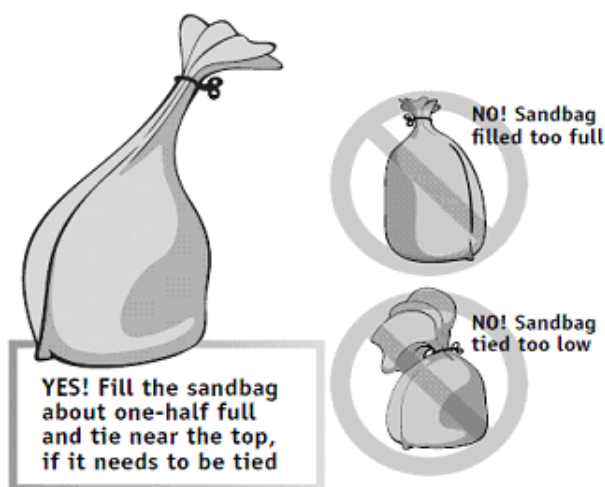 NO! Sandbag
filled too full
NO! Sandbag
tied too low
YES! Fill the sandbag
about one-half full
and tie near the top,
if it needs to be tied